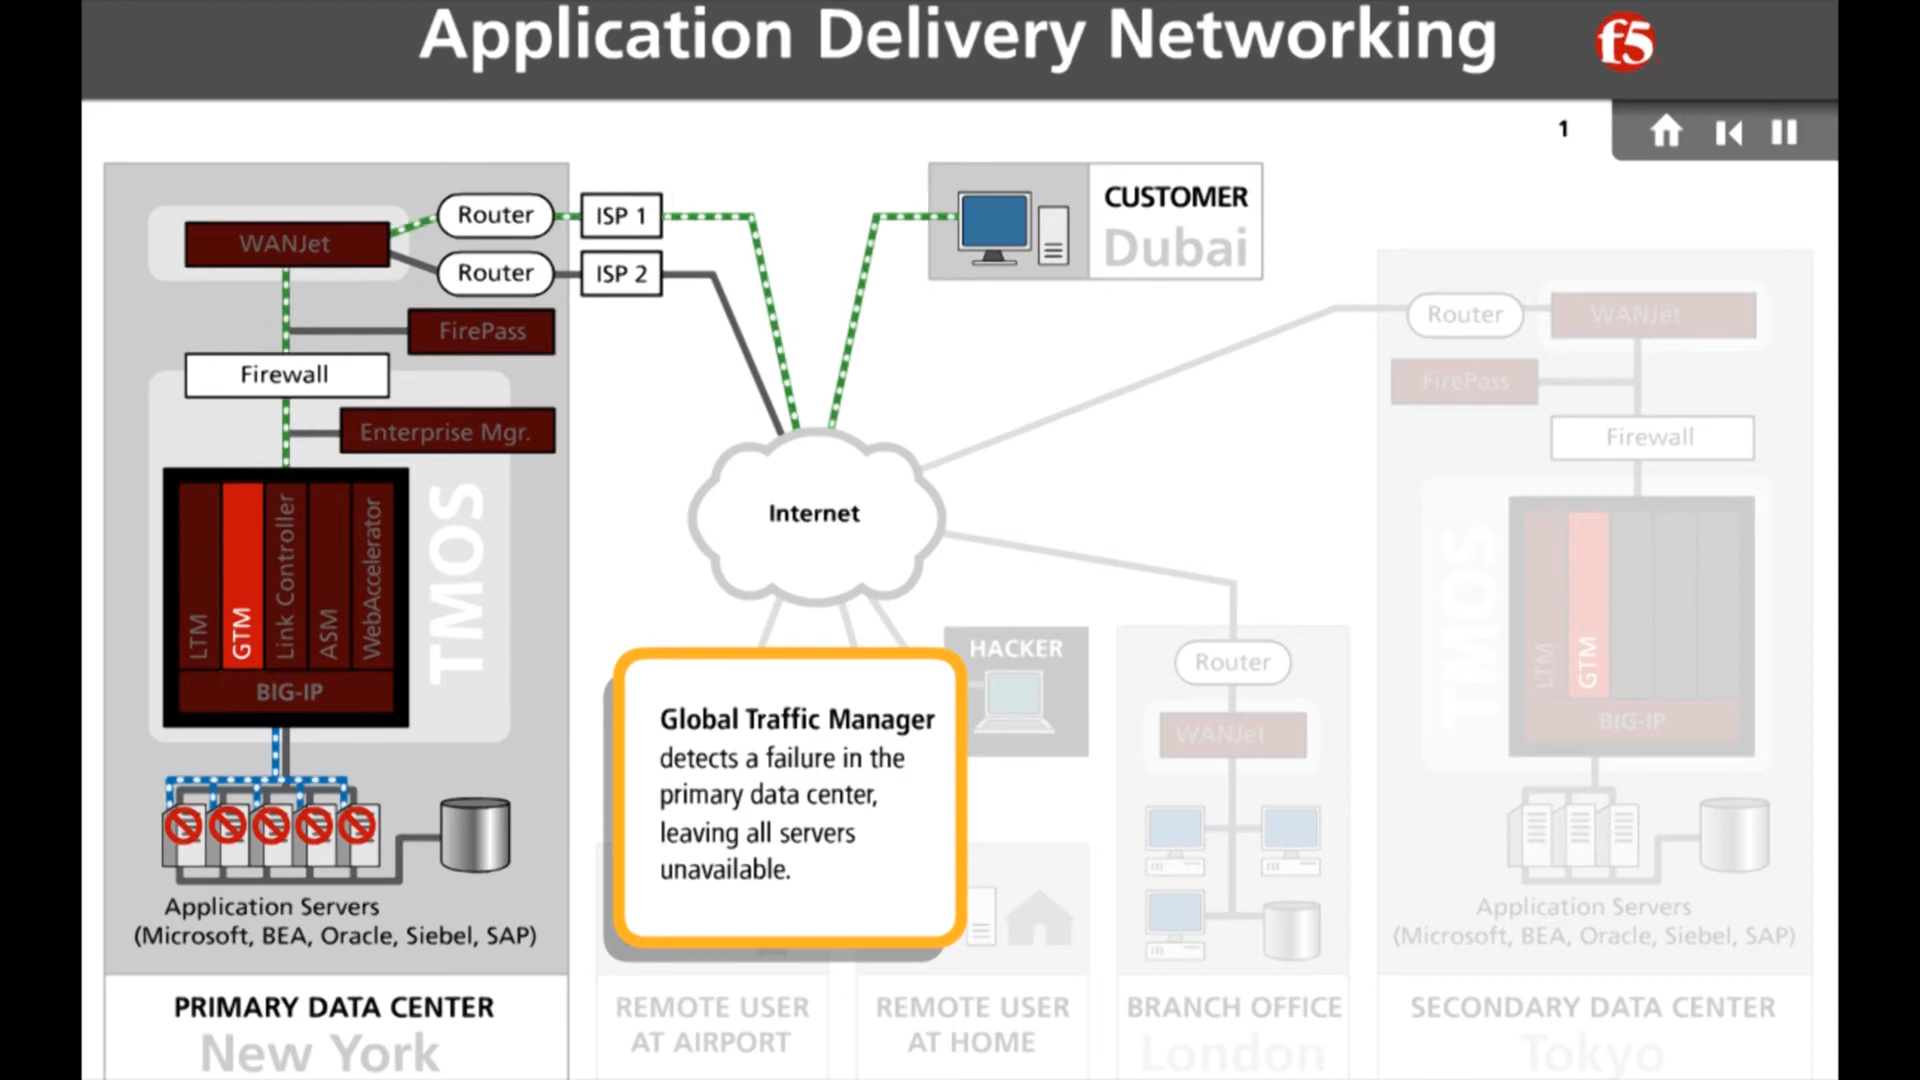 Application Delivery Networking
f5
1
WANJet
Router
ISP 1
Router
ISP 2
FirePass
Firewall
Enterprise Mgr.
LTM
GTM
Link Controller
ASM
WebAccelerator
BIG-IP
TMOS
Application Servers
(Microsoft, BEA, Oracle, Siebel, SAP)
PRIMARY DATA CENTER
New York
CUSTOMER
Dubai
Internet
Global Traffic Manager
detects a failure in the
primary data center,
leaving all servers
unavailable.
HACKER
REMOTE USER
AT AIRPORT
REMOTE USER
AT HOME
Router
WANJet
BRANCH OFFICE
London
Router
WANJet
FirePass
Firewall
TMOS
LTM
GTM
BIG-IP
Application Servers
(Microsoft, BEA, Oracle, Siebel, SAP)
SECONDARY DATA CENTER
Tokyo